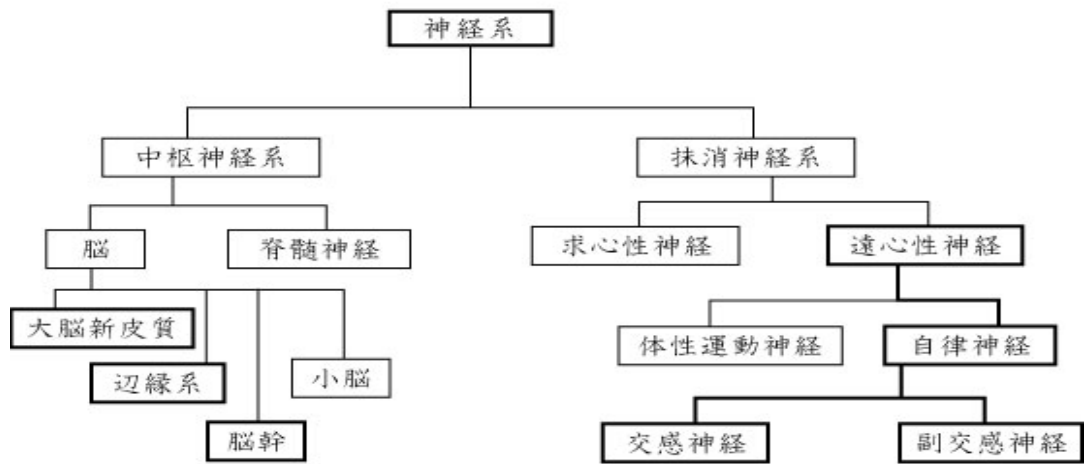 神経系
中枢神経系
抹消神経系
脳
脊髄神経
求心性神経
遠心性神経
大脳新皮質
体性運動神経
自律神経
辺縁系
小脳
脳幹
交感神経
副交感神経